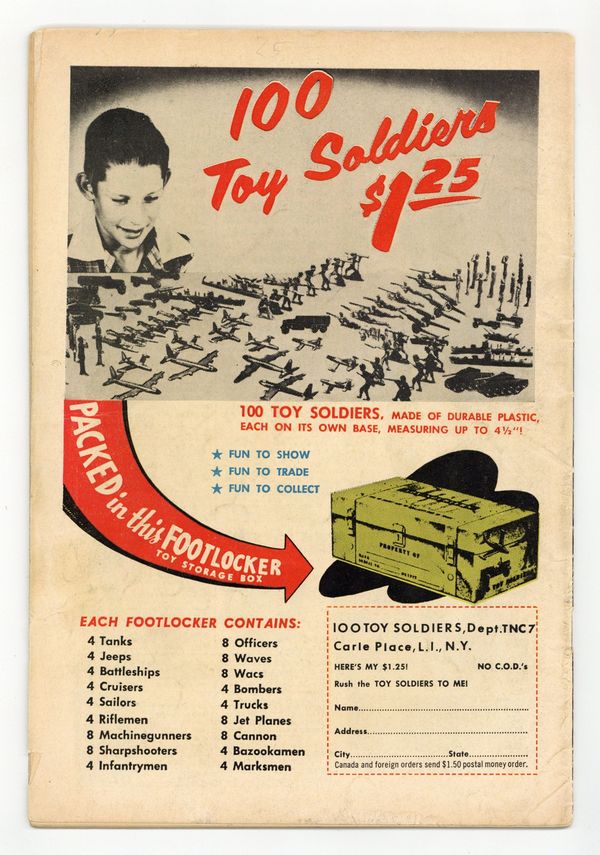 100
Toy Soldiers
$1.25
100 TOY SOLDIERS, MADE OF DURABLE PLASTIC,
EACH ON ITS OWN BASE, MEASURING UP TO 4½"!
★ FUN TO SHOW
★ FUN TO TRADE
★ FUN TO COLLECT
PACKED in this FOOTLOCKER
TOY STORAGE BOX
PROPERTY OF
TOY SOLDIERS
EACH FOOTLOCKER CONTAINS:
4 Tanks
4 Jeeps
4 Battleships
4 Cruisers
4 Sailors
4 Riflemen
8 Machinegunners
8 Sharpshooters
4 Infantrymen
8 Officers
8 Waves
8 Wacs
4 Bombers
4 Trucks
8 Jet Planes
8 Cannon
4 Bazookamen
4 Marksmen
100 TOY SOLDIERS, Dept. TNC7
Carle Place, L.I., N.Y.
HERE'S MY $1.25! NO C.O.D.'s
Rush the TOY SOLDIERS TO ME!
Name
Address
City State
Canada and foreign orders send $1.50 postal money order.